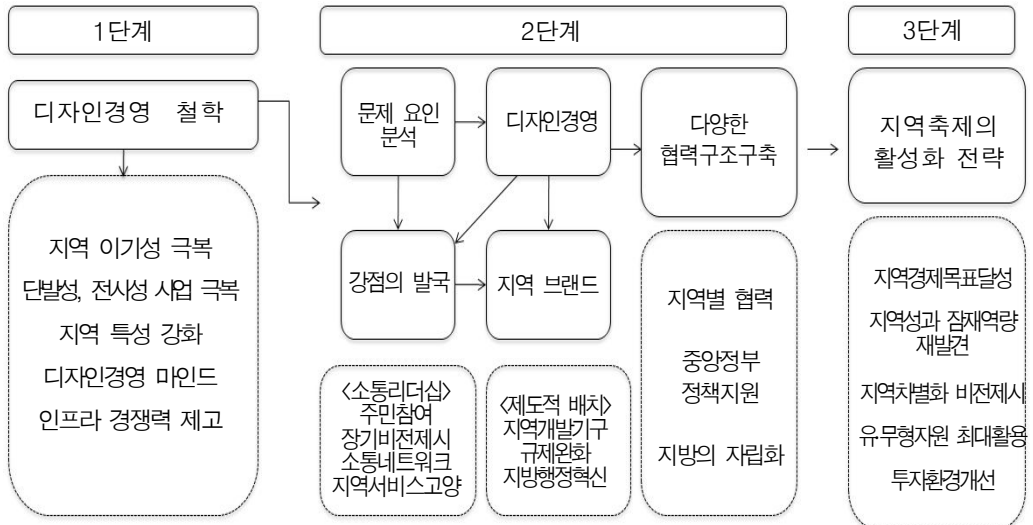 1단계
2단계
3단계
디자인경영 철학
지역 이기성 극복
단발성, 전시성 사업 극복
지역 특성 강화
디자인경영 마인드
인프라 경쟁력 제고
문제 요인
분석
디자인경영
강점의 발국
지역 브랜드
<소통리더십>
주민참여
장기비전제시
소통네트워크
지역서비스고양
<제도적 배치>
지역개발기구
규제완화
지방행정혁신
다양한
협력구조구축
지역별 협력
중앙정부
정책지원
지방의 자립화
지역축제의
활성화 전략
지역경제목표달성
지역성과 잠재역량
재발견
지역차별화 비전제시
유·무형자원 최대활용
투자환경개선